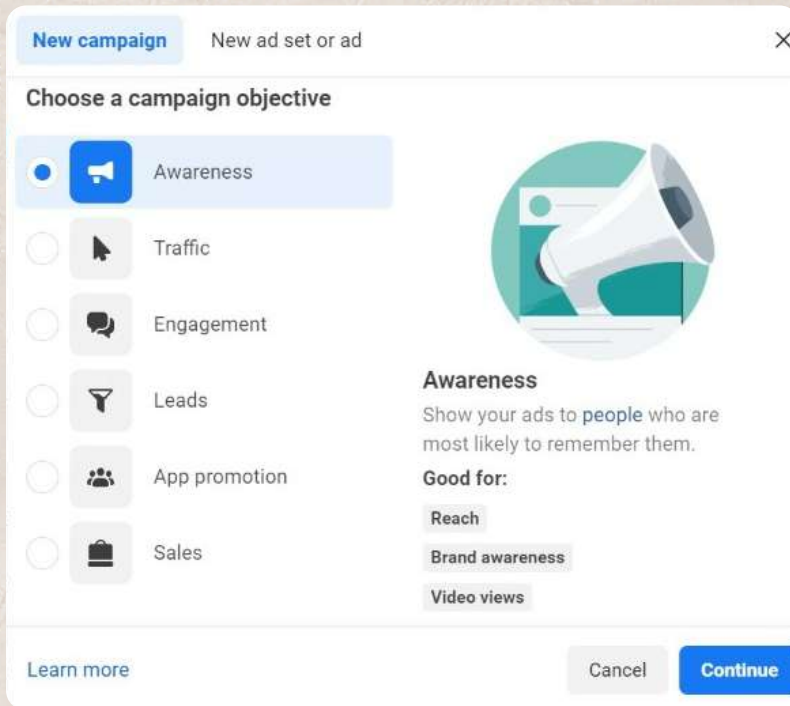 New campaign
New ad set or ad
Choose a campaign objective
Awareness
Traffic
Engagement
Leads
App promotion
Sales
Awareness
Show your ads to people who are
most likely to remember them.
Good for:
Reach
Brand awareness
Video views
Learn more
Cancel
Continue